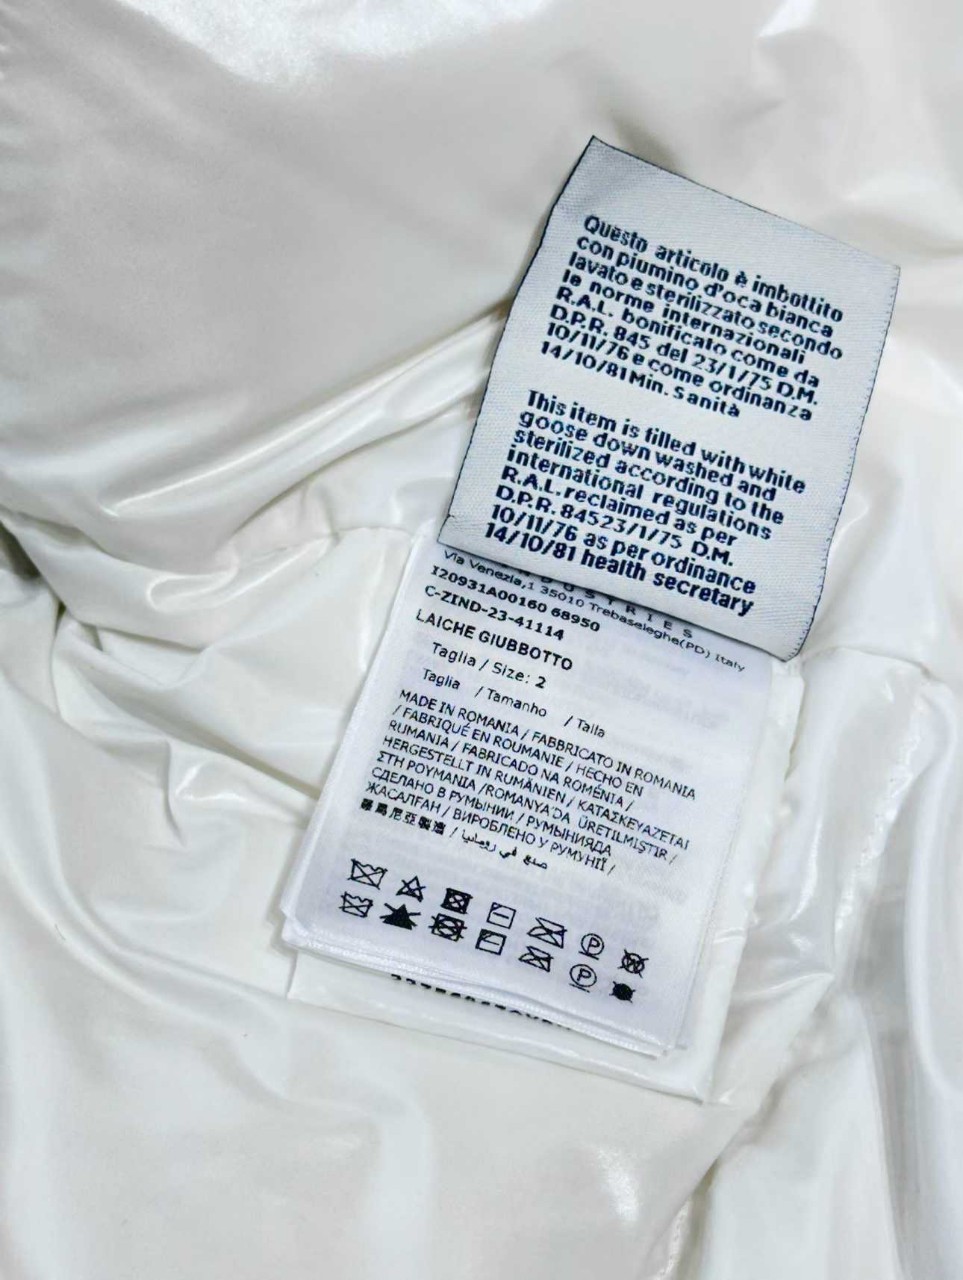 Questo articolo è imbottito
con piumino d'oca bianca
lavato e sterilizzato secondo
le norme internazionali
R.A.L. bonificato come da
D.P.R. 845 del 23/1/75 D.M.
10/11/76 e come ordinanza
14/10/81 Min. Sanità
This item is filled with white
goose down washed and
sterilized according to the
international regulations
R.A.L. reclaimed as per
D.P.R. 84523/1/75 D.M.
10/11/76 as per ordinance
14/10/81 health secretary
Via Venezia,1 35010 Trebaseleghe(PD) Italy
I20931A00160 68950
C-ZIND-23-41114
LAICHE GIUBBOTTO
Taglia / Size: 2
Taglia / Tamanho / Talla
MADE IN ROMANIA / FABBRICATO IN ROMANIA
/ FABRIQUÉ EN ROUMANIE / HECHO EN
RUMANIA / FABRICADO NA ROMÉNIA /
HERGESTELLT IN RUMÄNIEN / ΚΑΤΑΣΚΕΥΑΖΕΤΑΙ
ΣΤΗ ΡΟΥΜΑΝΙΑ /ROMANYA'DA ÜRETILMIŞTIR /
СДЕЛАНО В РУМЫНИИ / РУМЫНИЯДА
ЖАСАЛҒАН / ВИРОБЛЕНО У РУМУНІЇ /
صنع في رومانيا /